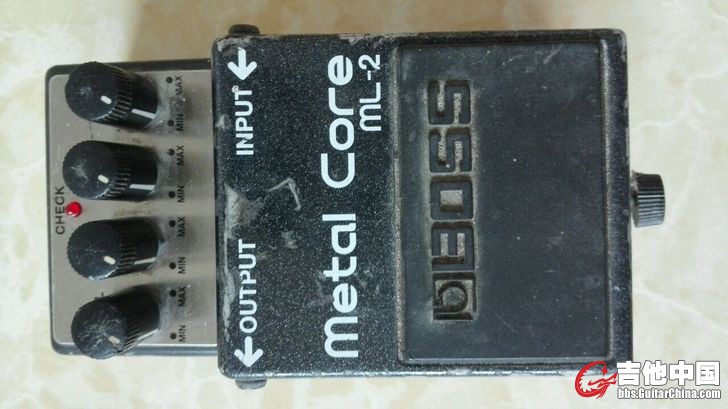 CHECK
MIN MAX
MIN MAX
MIN MAX
MIN MAX
OUTPUT
INPUT
Metal Core
ML-2
BOSS
吉他中国
bbs.GuitarChina.com